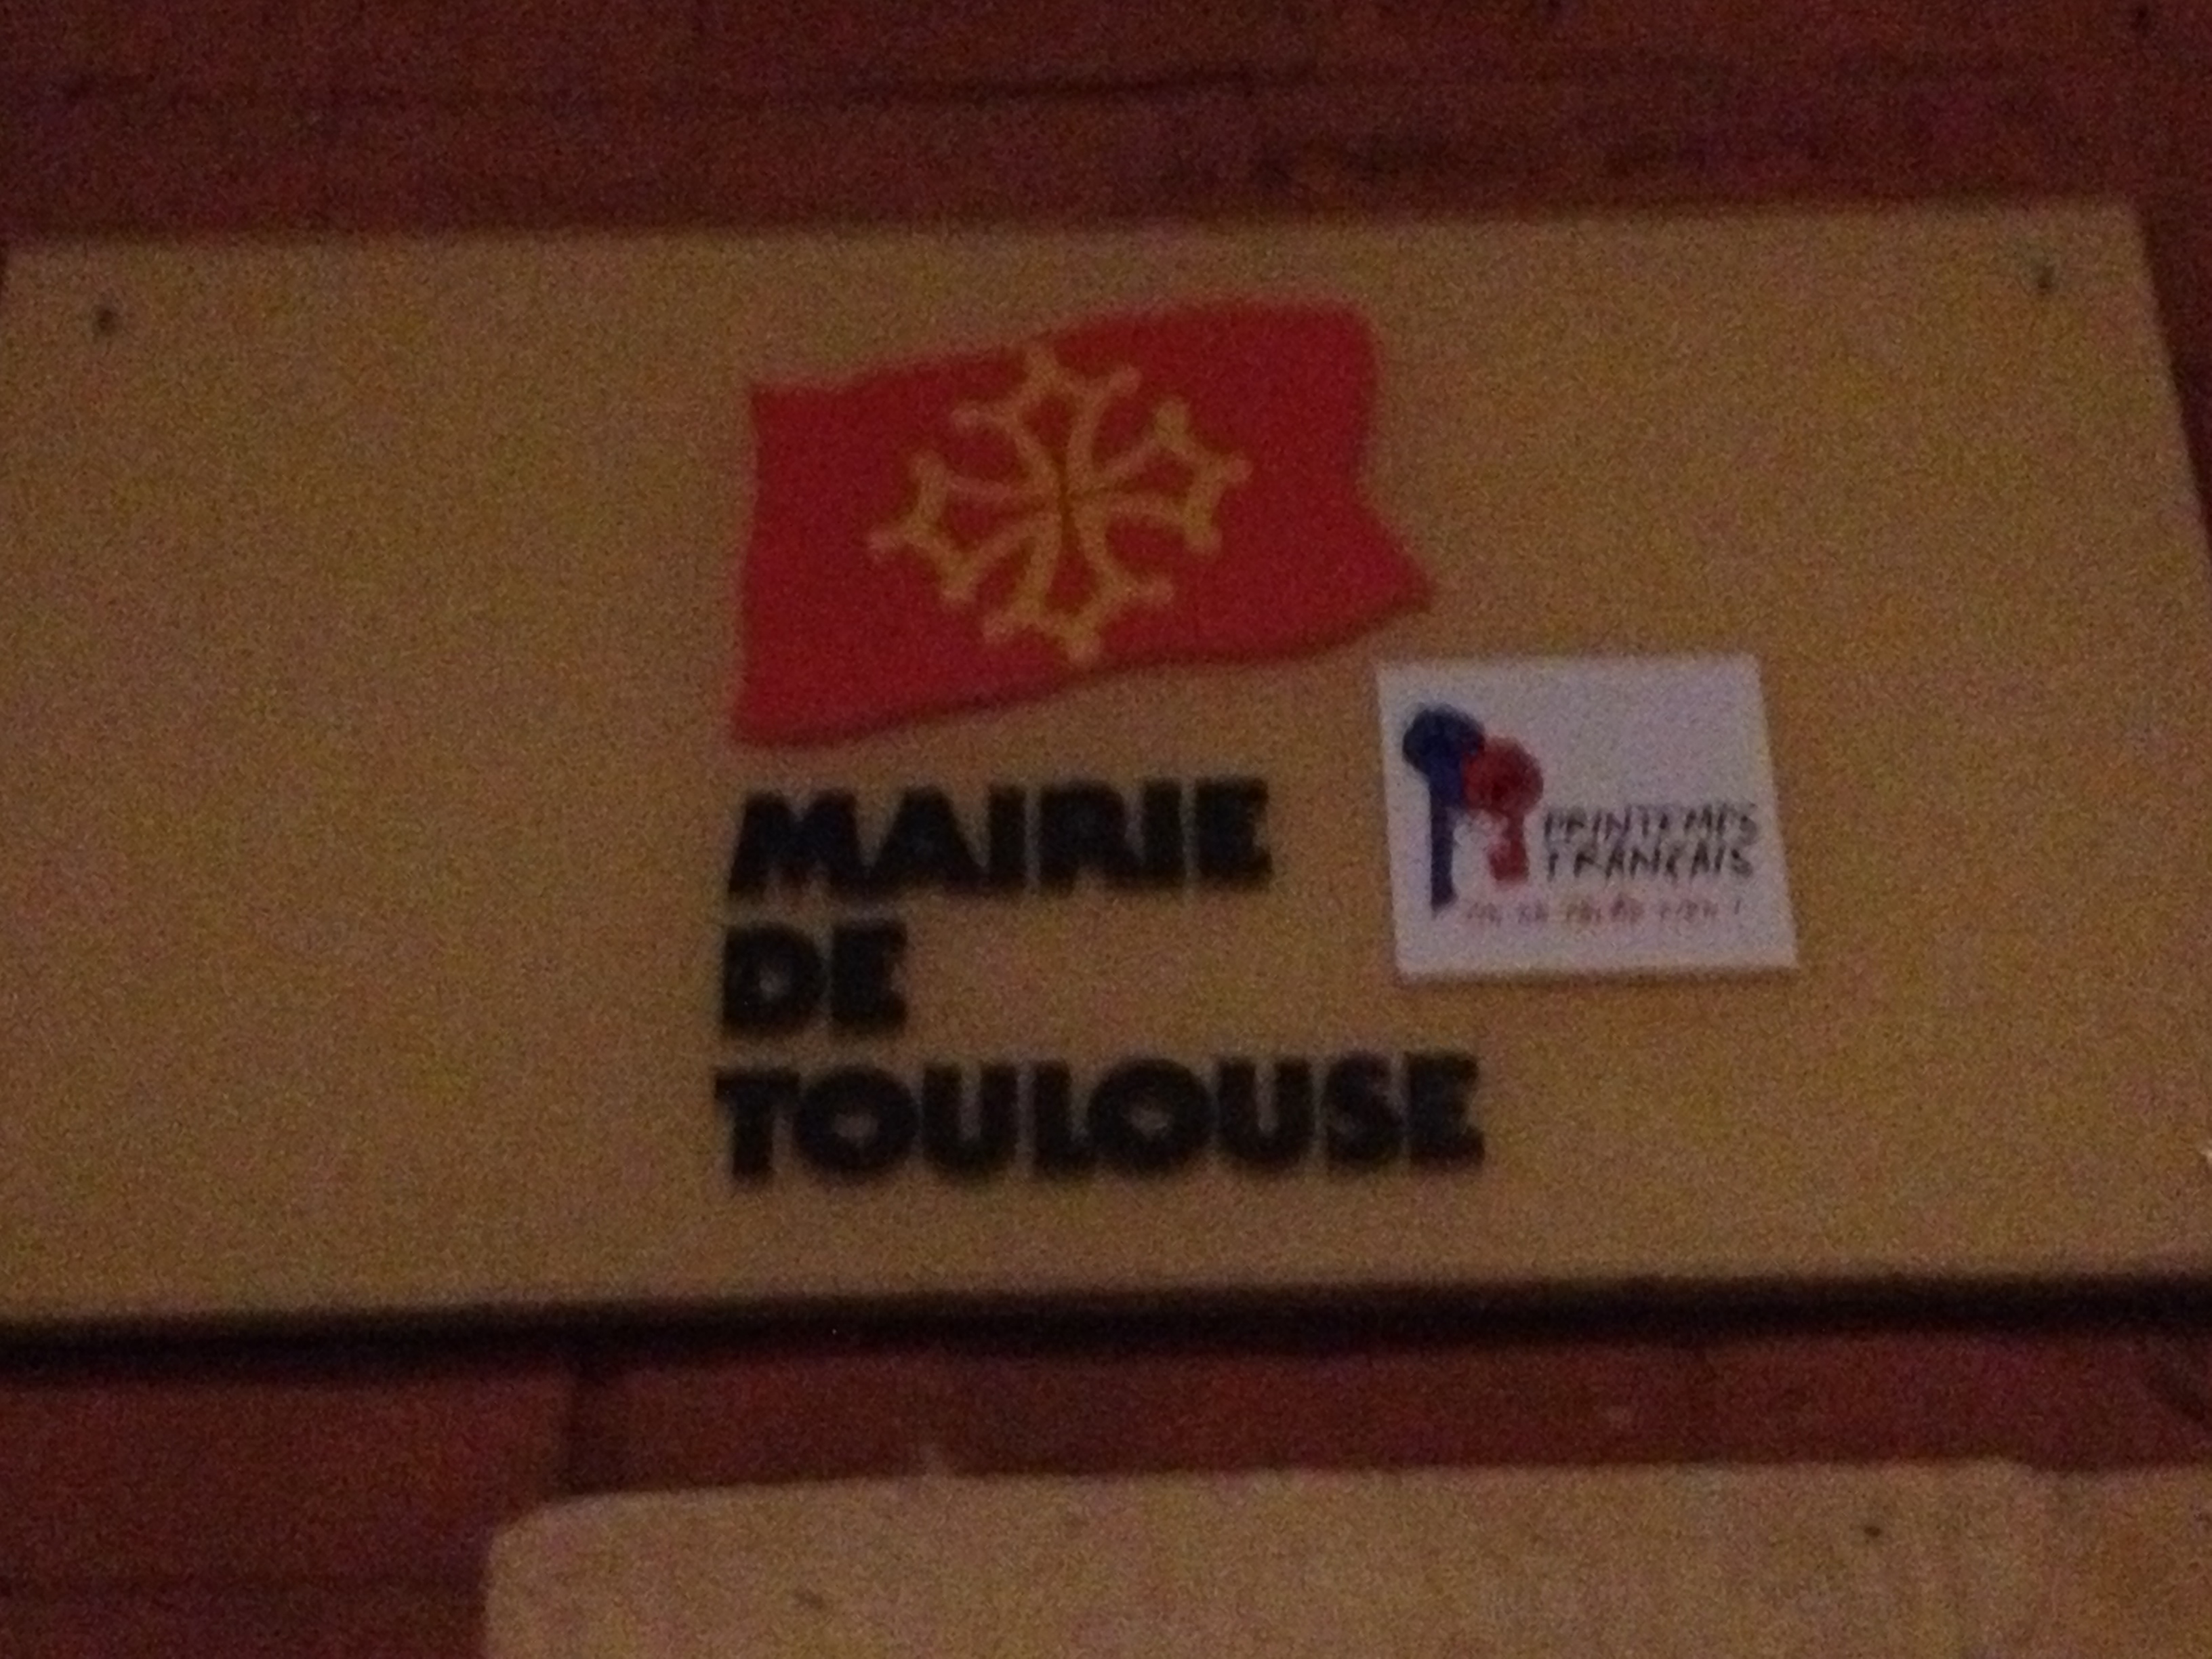 MAIRIE
DE
TOULOUSE
PRINTEMPS
FRANÇAIS